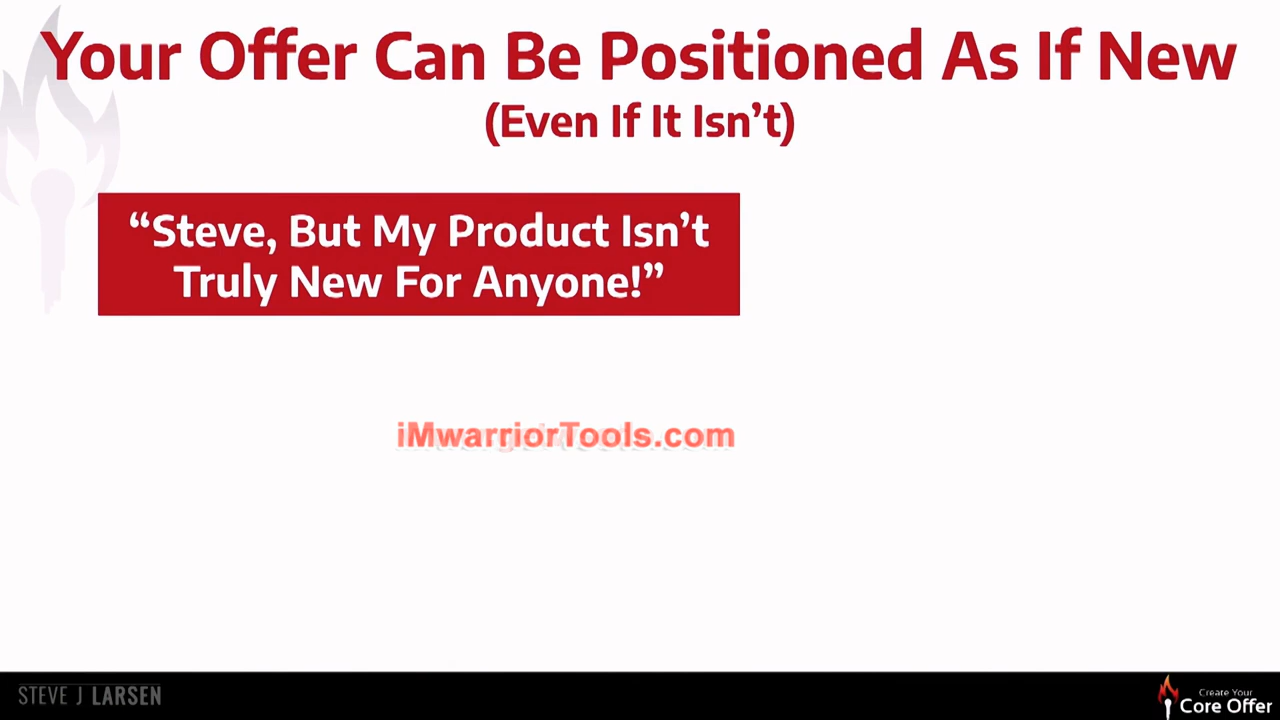 Your Offer Can Be Positioned As If New
(Even If It Isn’t)
“Steve, But My Product Isn’t
Truly New For Anyone!”
iMwarriorTools.com
STEVE J LARSEN
Create Your
Core Offer